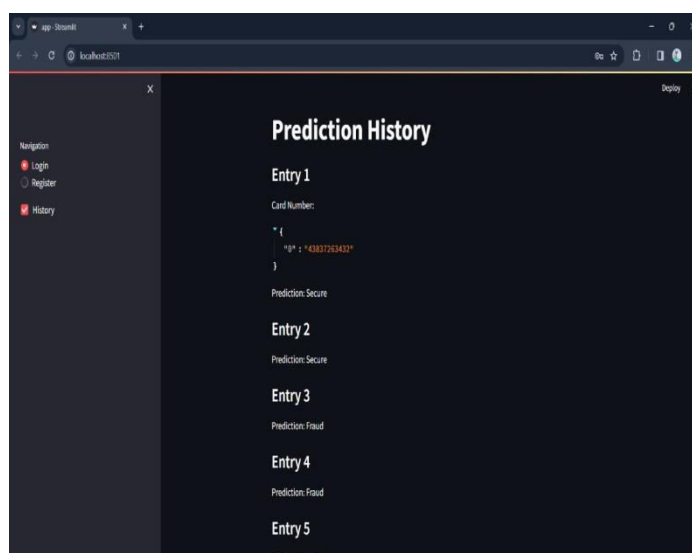 app · Streamlit
localhost:8501
Deploy
Navigation
Login
Register
History
Prediction History
Entry 1
Card Number:
{
"0" : "43837263432"
}
Prediction: Secure
Entry 2
Prediction: Secure
Entry 3
Prediction: Fraud
Entry 4
Prediction: Fraud
Entry 5